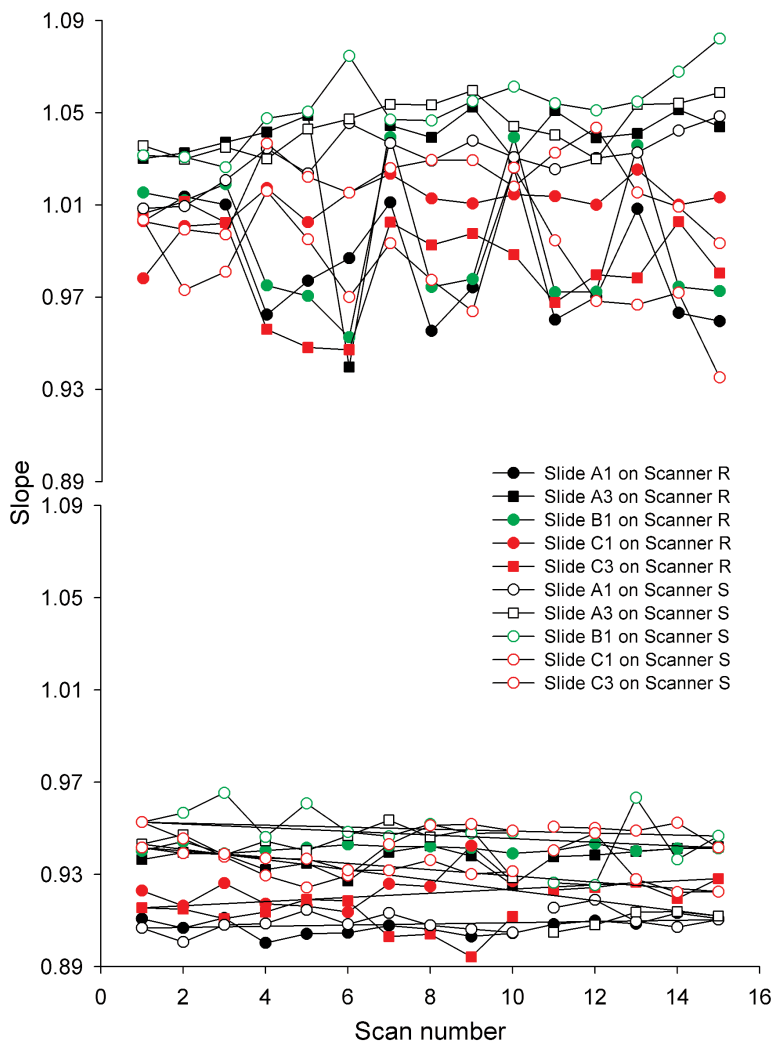 1.09
1.05
1.01
0.97
0.93
0.89
Slope
1.09
1.05
1.01
0.97
0.93
0.89
Slide A1 on Scanner R
Slide A3 on Scanner R
Slide B1 on Scanner R
Slide C1 on Scanner R
Slide C3 on Scanner R
Slide A1 on Scanner S
Slide A3 on Scanner S
Slide B1 on Scanner S
Slide C1 on Scanner S
Slide C3 on Scanner S
0 2 4 6 8 10 12 14 16
Scan number